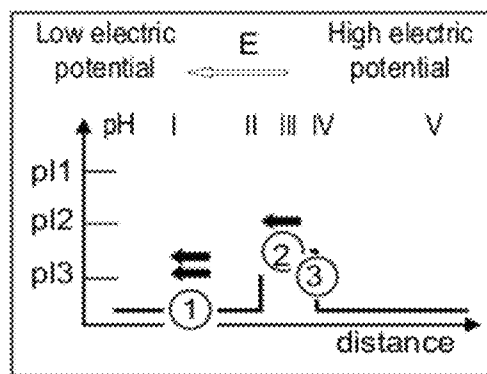 Low electric potential
E
High electric potential
pH I II III IV V
pI1
pI2
2
pI3
3
1
distance